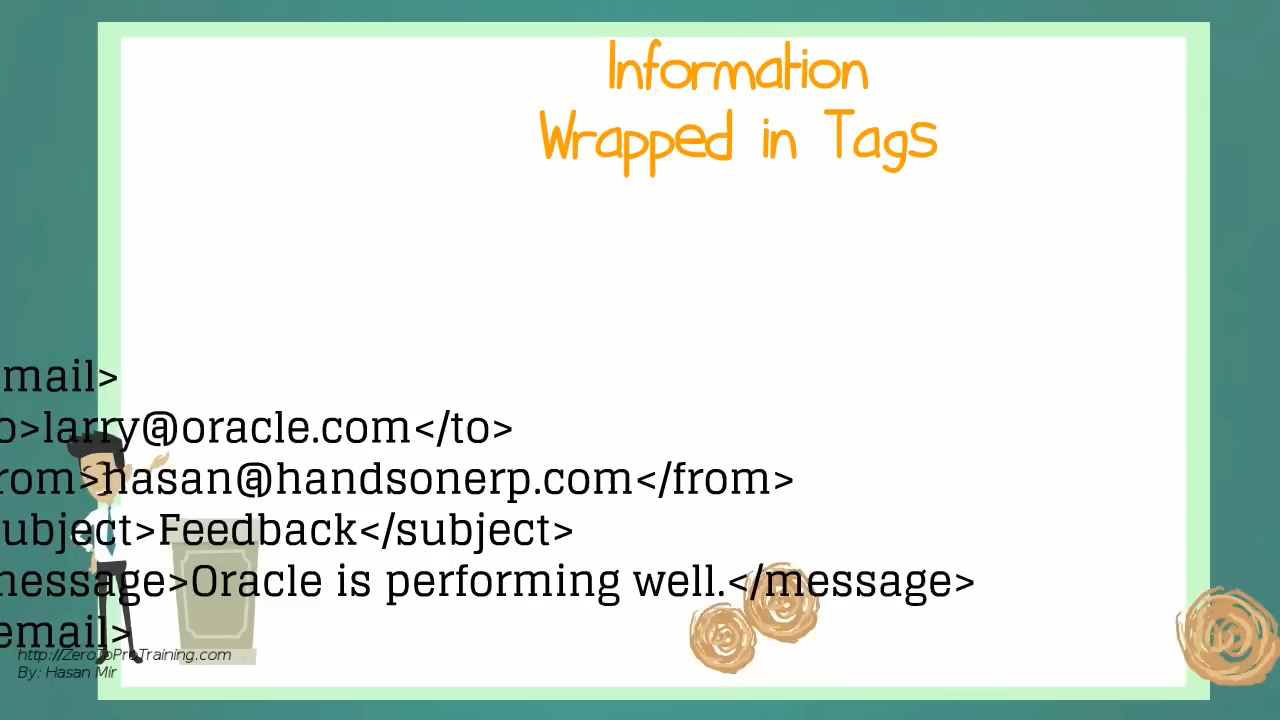 Information
Wrapped in Tags
mail>
o>larry@oracle.com</to>
rom>hasan@handsonerp.com</from>
ubject>Feedback</subject>
nessage>Oracle is performing well.</message>
email>
http://ZeroToProTraining.com
By: Hasan Mir